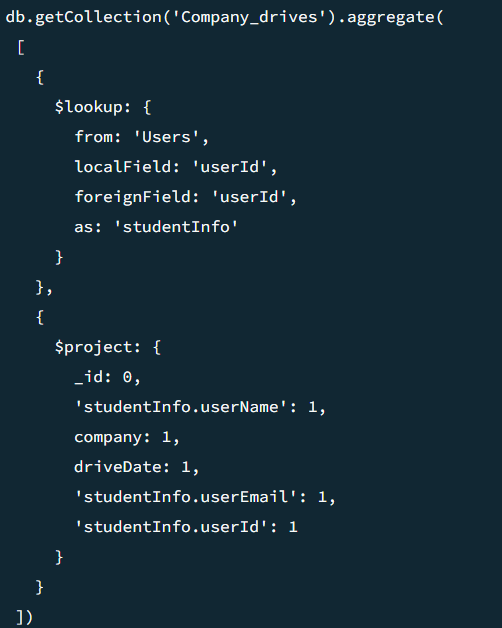 db.getCollection('Company_drives').aggregate(
[
{
$lookup: {
from: 'Users',
localField: 'userId',
foreignField: 'userId',
as: 'studentInfo'
}
},
{
$project: {
_id: 0,
'studentInfo.userName': 1,
company: 1,
driveDate: 1,
'studentInfo.userEmail': 1,
'studentInfo.userId': 1
}
}
])